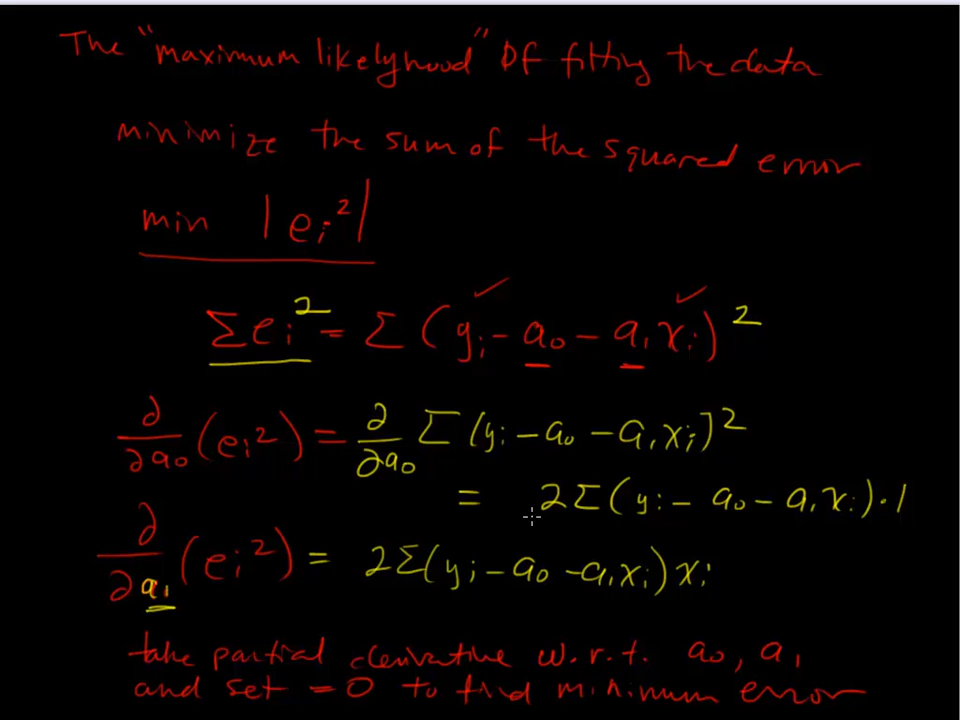 The "maximum likelyhood" Of fitting the data
minimize the sum of the squared error
min |eᵢ²|
Σeᵢ² = Σ(yᵢ - a₀ - a₁xᵢ)²
∂/∂a₀ (eᵢ²) = ∂/∂a₀ Σ(yᵢ - a₀ - a₁xᵢ)²
= 2Σ(yᵢ - a₀ - a₁xᵢ)·1
∂/∂a₁ (eᵢ²) = 2Σ(yᵢ - a₀ - a₁xᵢ)xᵢ
take partial derivative w.r.t. a₀, a₁
and set = 0 to find minimum error